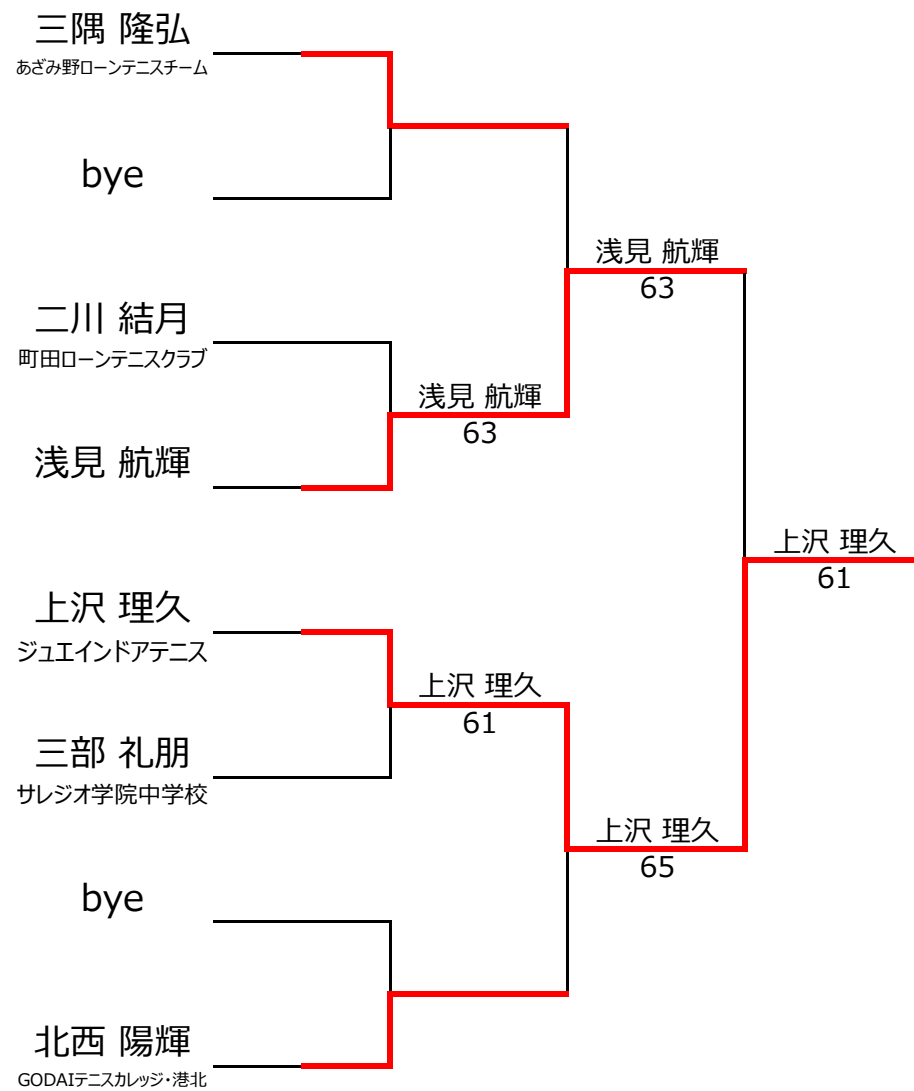 三隅 隆弘
あざみ野ローンテニスチーム
bye
二川 結月
町田ローンテニスクラブ
浅見 航輝
上沢 理久
ジュエインドアテニス
三部 礼朋
サレジオ学院中学校
bye
北西 陽輝
GODAIテニスカレッジ・港北
浅見 航輝
63
上沢 理久
61
浅見 航輝
63
上沢 理久
65
上沢 理久
61